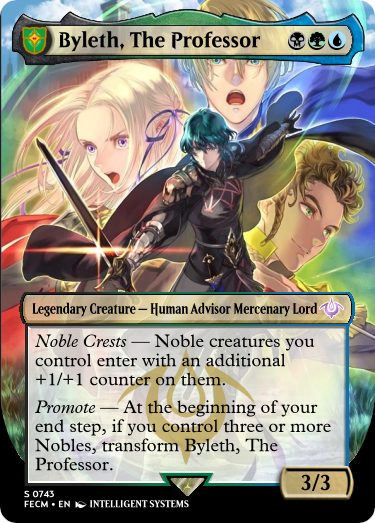 Byleth, The Professor
Legendary Creature — Human Advisor Mercenary Lord
Noble Crests — Noble creatures you
control enter with an additional
+1/+1 counter on them.
Promote — At the beginning of your
end step, if you control three or more
Nobles, transform Byleth, The
Professor.
3/3
S 0743
FECM • EN INTELLIGENT SYSTEMS